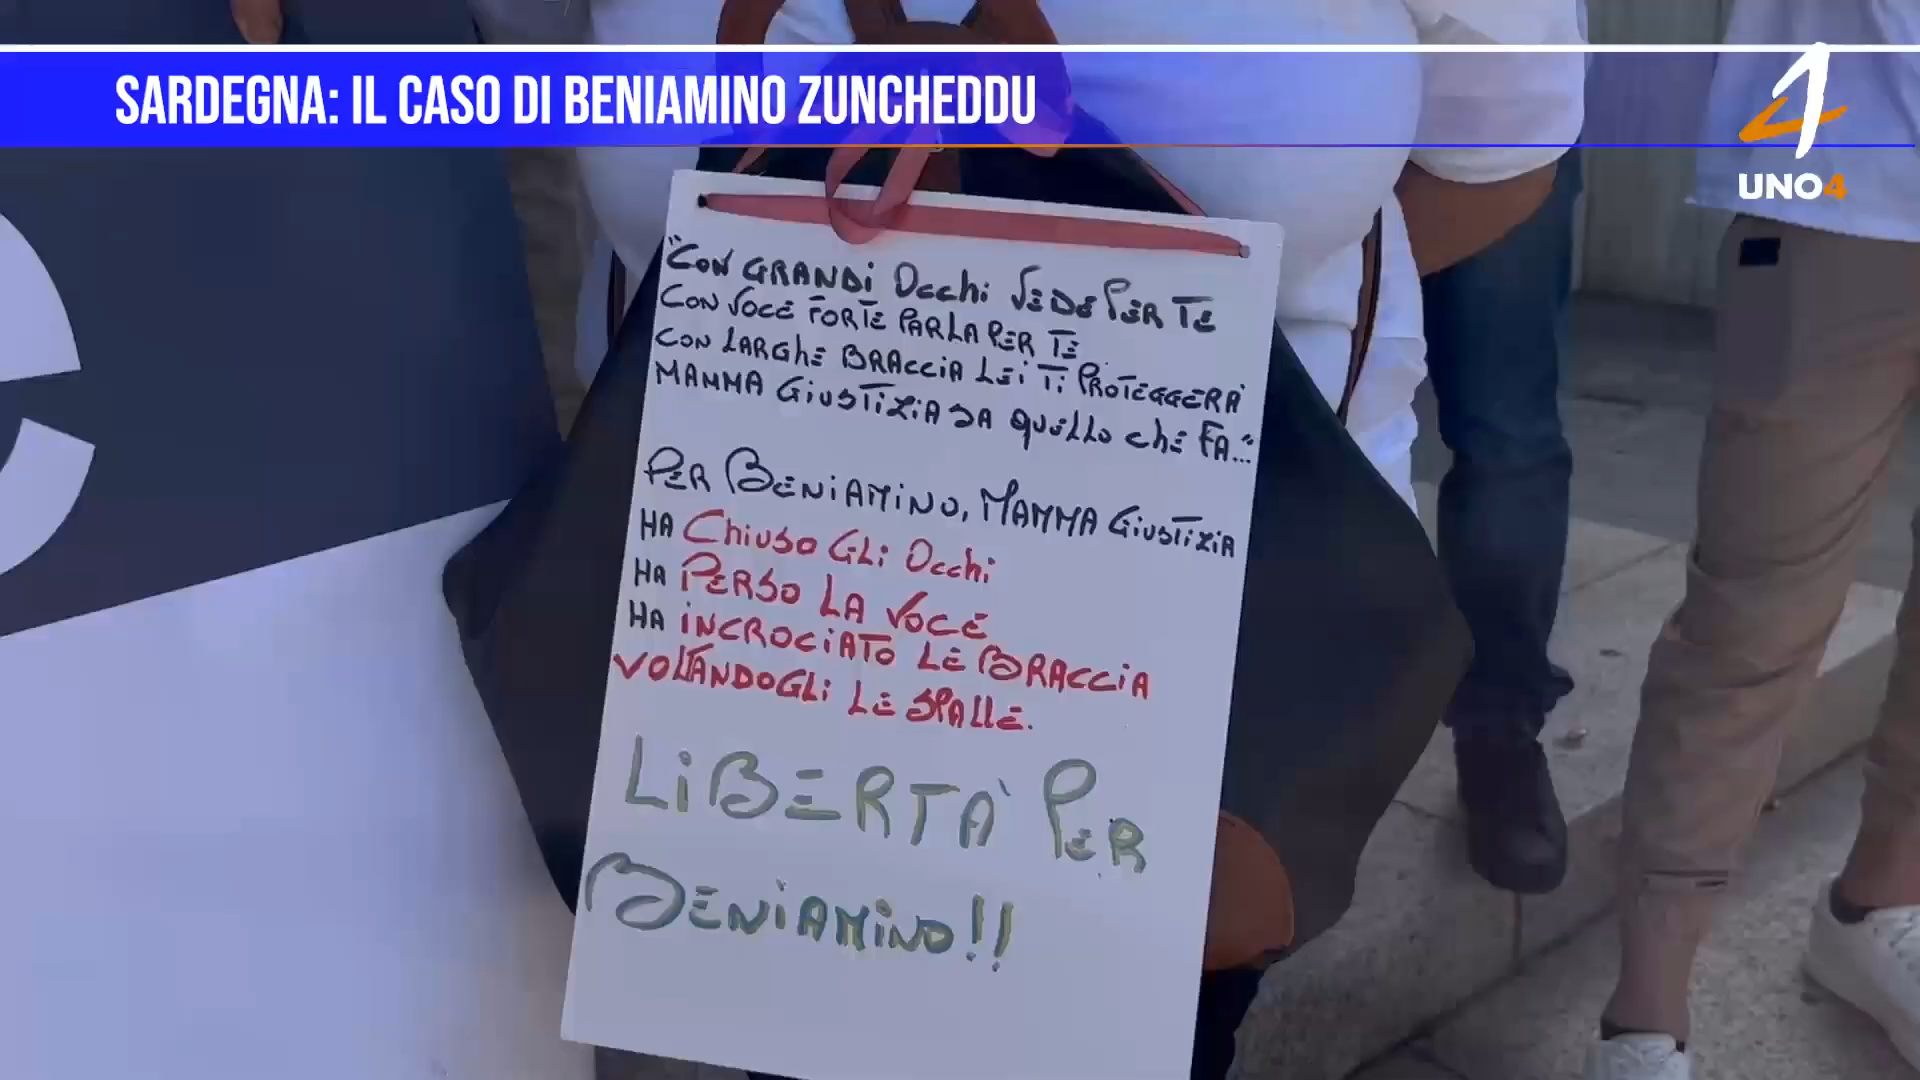 SARDEGNA: IL CASO DI BENIAMINO ZUNCHEDDU
UNO4
"CON GRANDI OCCHI VEDE PER TE
CON VOCE FORTE PARLA PER TE
CON LARGHE BRACCIA LEI TI PROTEGGERÀ
MAMMA GIUSTIZIA SA QUELLO CHE FA..."
PER BENIAMINO, MAMMA GIUSTIZIA
HA CHIUSO GLI OCCHI
HA PERSO LA VOCE
HA INCROCIATO LE BRACCIA
VOLTANDOGLI LE SPALLE.
LIBERTA' PER
BENIAMINO!!